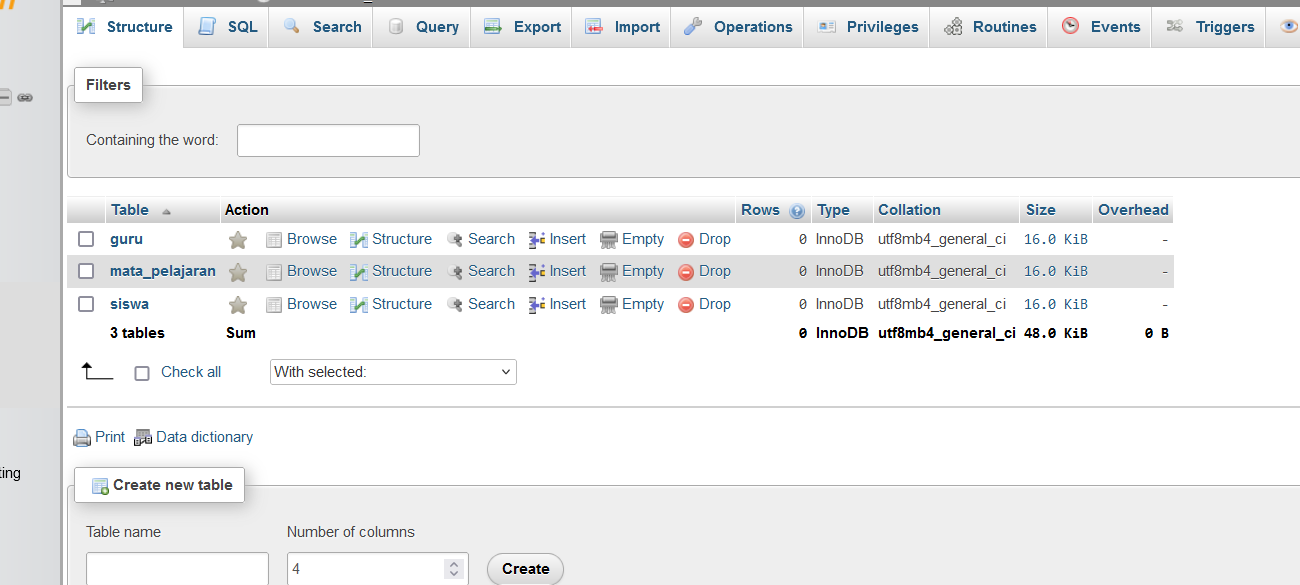 Structure SQL Search Query Export Import Operations Privileges Routines Events Triggers
Filters
Containing the word:
Table Action Rows Type Collation Size Overhead
guru Browse Structure Search Insert Empty Drop 0 InnoDB utf8mb4_general_ci 16.0 KiB -
mata_pelajaran Browse Structure Search Insert Empty Drop 0 InnoDB utf8mb4_general_ci 16.0 KiB -
siswa Browse Structure Search Insert Empty Drop 0 InnoDB utf8mb4_general_ci 16.0 KiB -
3 tables Sum 0 InnoDB utf8mb4_general_ci 48.0 KiB 0 B
Check all With selected:
Print Data dictionary
ting
Create new table
Table name Number of columns
4 Create